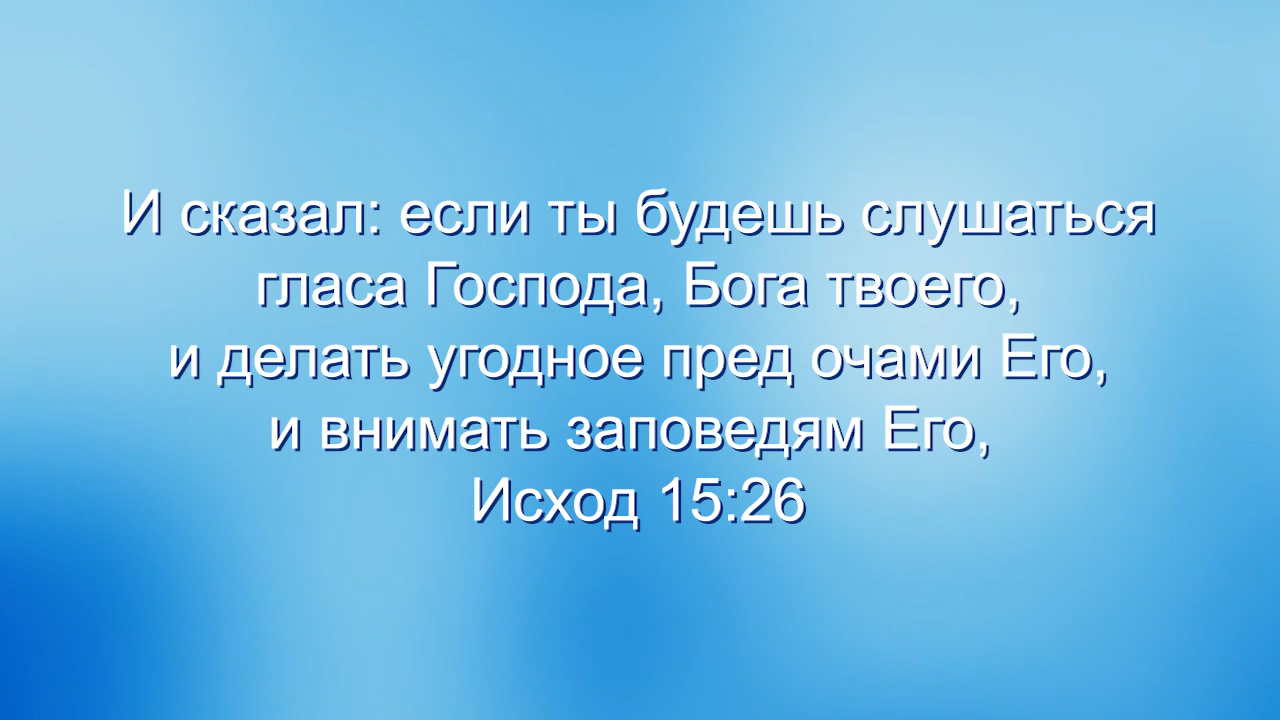 И сказал: если ты будешь слушаться
гласа Господа, Бога твоего,
и делать угодное пред очами Его,
и внимать заповедям Его,
Исход 15:26